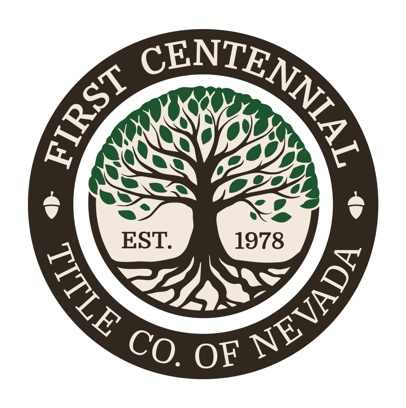 FIRST CENTENNIAL
EST. 1978
TITLE CO. OF NEVADA